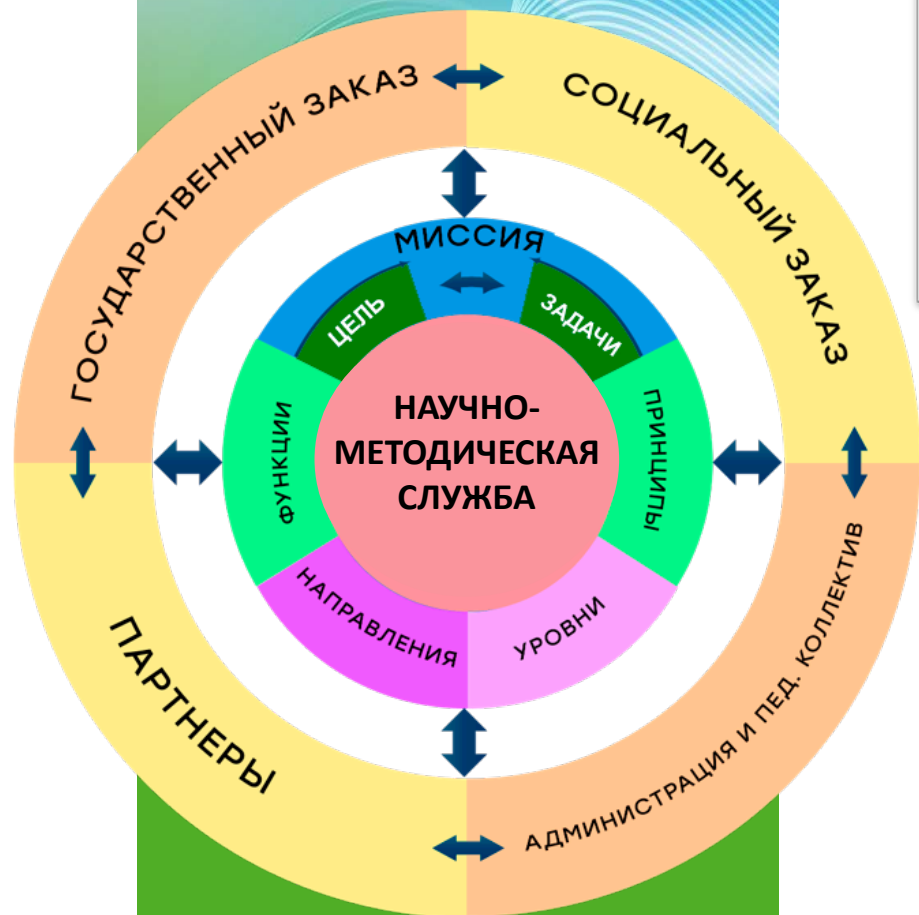 ГОСУДАРСТВЕННЫЙ ЗАКАЗ
СОЦИАЛЬНЫЙ ЗАКАЗ
МИССИЯ
ЦЕЛЬ
ЗАДАЧИ
ФУНКЦИИ
НАУЧНО-
МЕТОДИЧЕСКАЯ
СЛУЖБА
ПРИНЦИПЫ
НАПРАВЛЕНИЯ
УРОВНИ
ПАРТНЕРЫ
АДМИНИСТРАЦИЯ И ПЕД. КОЛЛЕКТИВ